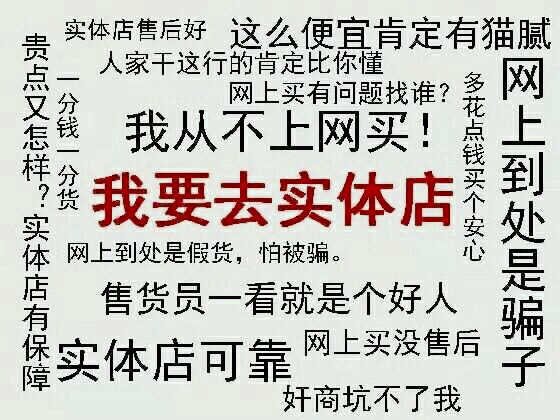 实体店售后好
这么便宜肯定有猫腻
人家干这行的肯定比你懂
网上买有问题找谁?
贵点又怎样?实体店有保障
一分钱一分货
多花点钱买个安心
网上到处是骗子
我从不上网买!
我要去实体店
网上到处是假货，怕被骗。
售货员一看就是个好人
实体店可靠
网上买没售后
奸商坑不了我